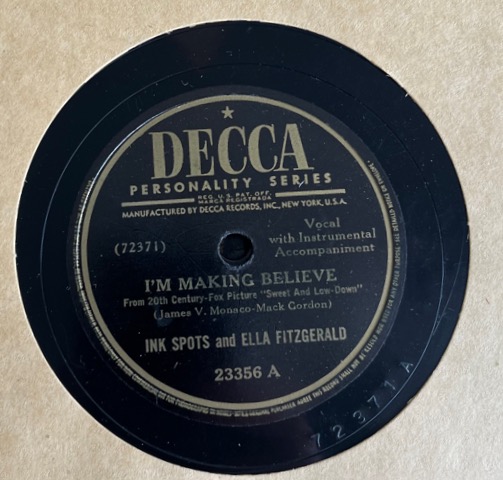 DECCA
PERSONALITY SERIES
REG. U.S. PAT. OFF.
MARCA REGISTRADA
MANUFACTURED BY DECCA RECORDS, INC., NEW YORK, U.S.A.
Vocal
(72371)
with Instrumental
Accompaniment
I'M MAKING BELIEVE
From 20th Century-Fox Picture "Sweet And Low-Down"
(James V. Monaco-Mack Gordon)
INK SPOTS and ELLA FITZGERALD
23356 A
72371A